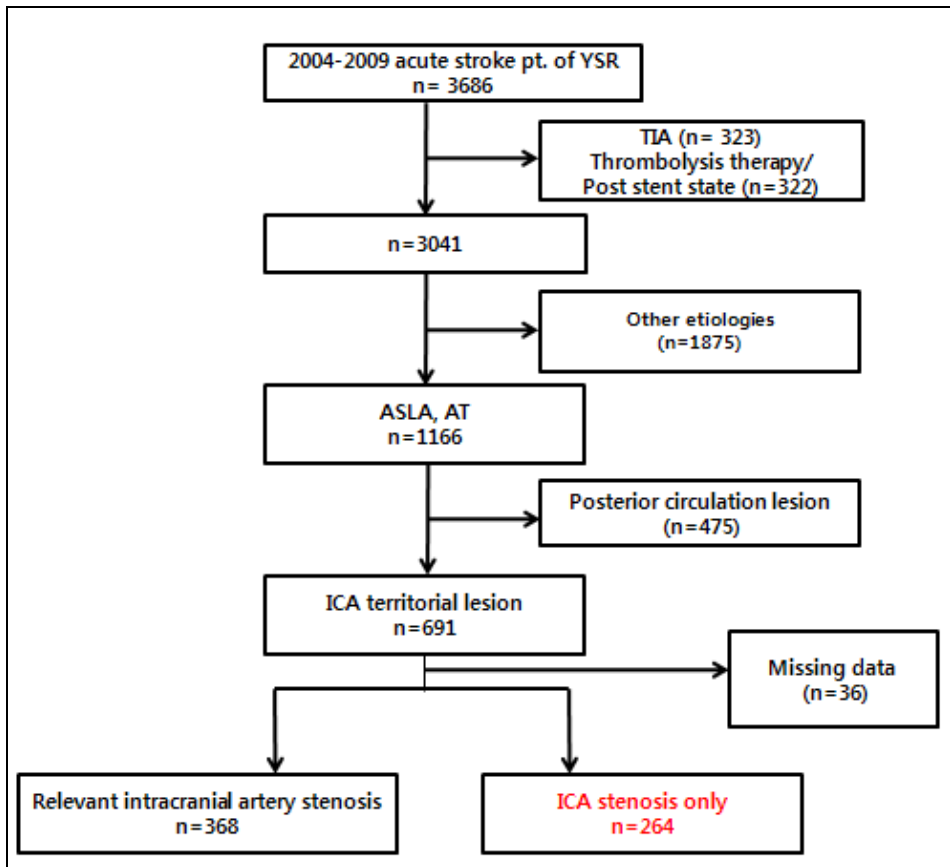 2004-2009 acute stroke pt. of YSR
n= 3686
TIA (n= 323)
Thrombolysis therapy/
Post stent state (n=322)
n=3041
Other etiologies
(n=1875)
ASLA, AT
n=1166
Posterior circulation lesion
(n=475)
ICA territorial lesion
n=691
Missing data
(n=36)
Relevant intracranial artery stenosis
n=368
ICA stenosis only
n=264